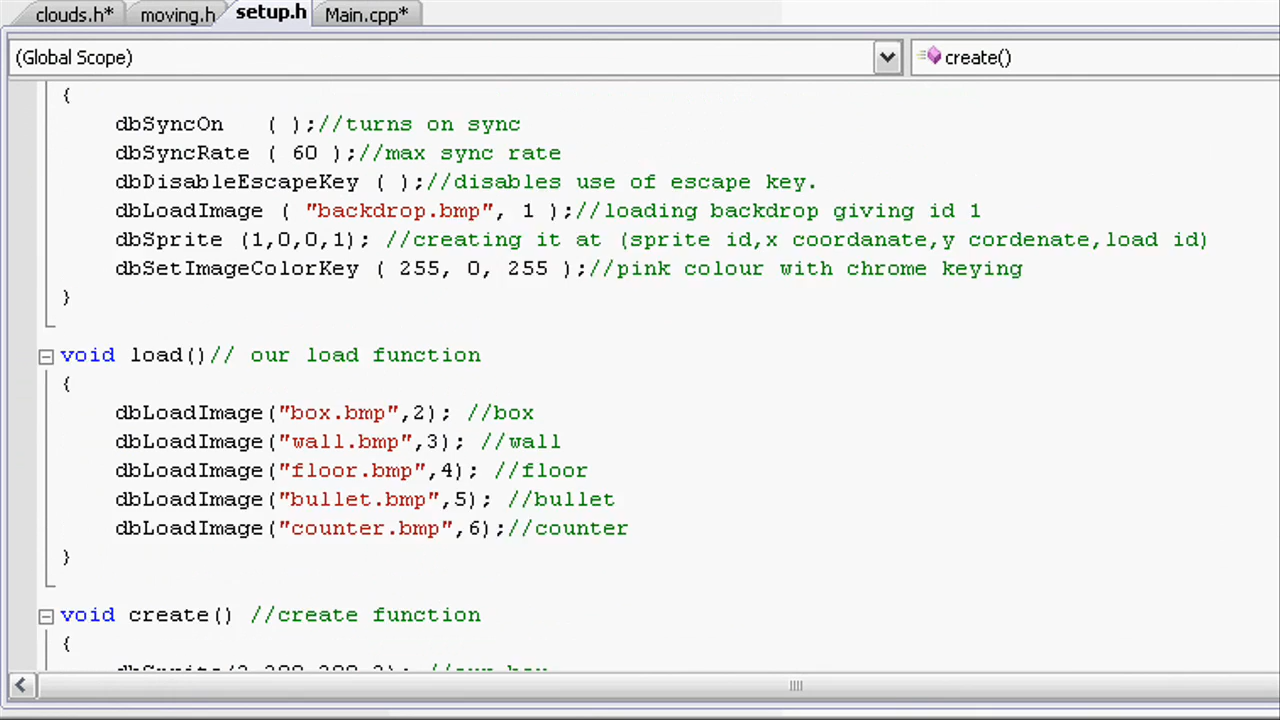 clouds.h* moving.h setup.h Main.cpp*
(Global Scope) create()
{
dbSyncOn ( );//turns on sync
dbSyncRate ( 60 );//max sync rate
dbDisableEscapeKey ( );//disables use of escape key.
dbLoadImage ( "backdrop.bmp", 1 );//loading backdrop giving id 1
dbSprite (1,0,0,1); //creating it at (sprite id,x coordanate,y cordenate,load id)
dbSetImageColorKey ( 255, 0, 255 );//pink colour with chrome keying
}
void load()// our load function
{
dbLoadImage("box.bmp",2); //box
dbLoadImage("wall.bmp",3); //wall
dbLoadImage("floor.bmp",4); //floor
dbLoadImage("bullet.bmp",5); //bullet
dbLoadImage("counter.bmp",6);//counter
}
void create() //create function
{